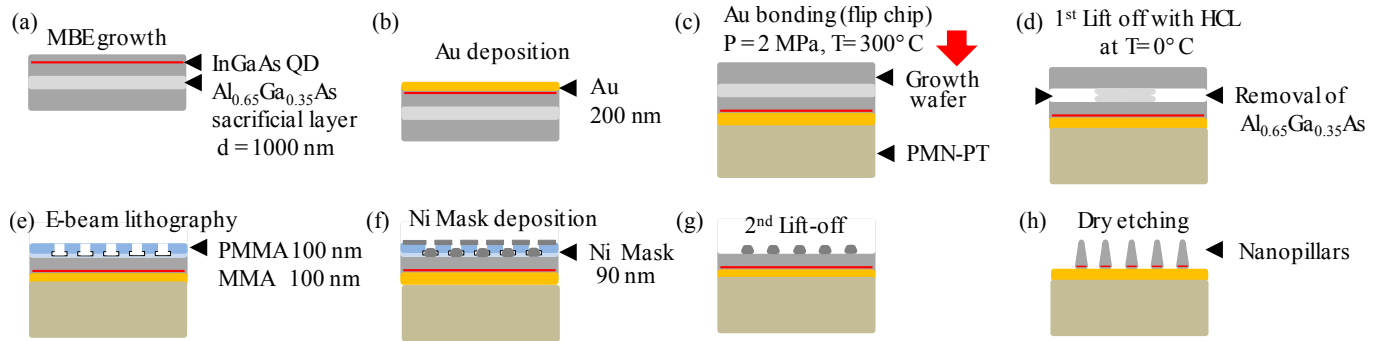 (a)
MBE growth
InGaAs QD
Al0.65Ga0.35As
sacrificial layer
d = 1000 nm
(b)
Au deposition
Au
200 nm
(c)
Au bonding (flip chip)
P = 2 MPa, T= 300° C
Growth
wafer
PMN-PT
(d)
1st Lift off with HCL
at T= 0° C
Removal of
Al0.65Ga0.35As
(e)
E-beam lithography
PMMA 100 nm
MMA 100 nm
(f)
Ni Mask deposition
Ni Mask
90 nm
(g)
2nd Lift-off
(h)
Dry etching
Nanopillars